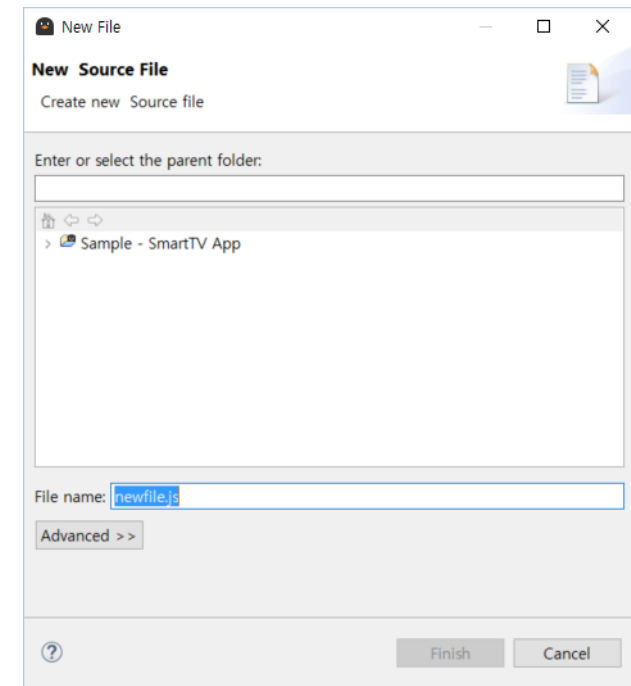 New File
New Source File
Create new Source file
Enter or select the parent folder:
Sample - SmartTV App
File name: newfile.js
Advanced >>
Finish
Cancel